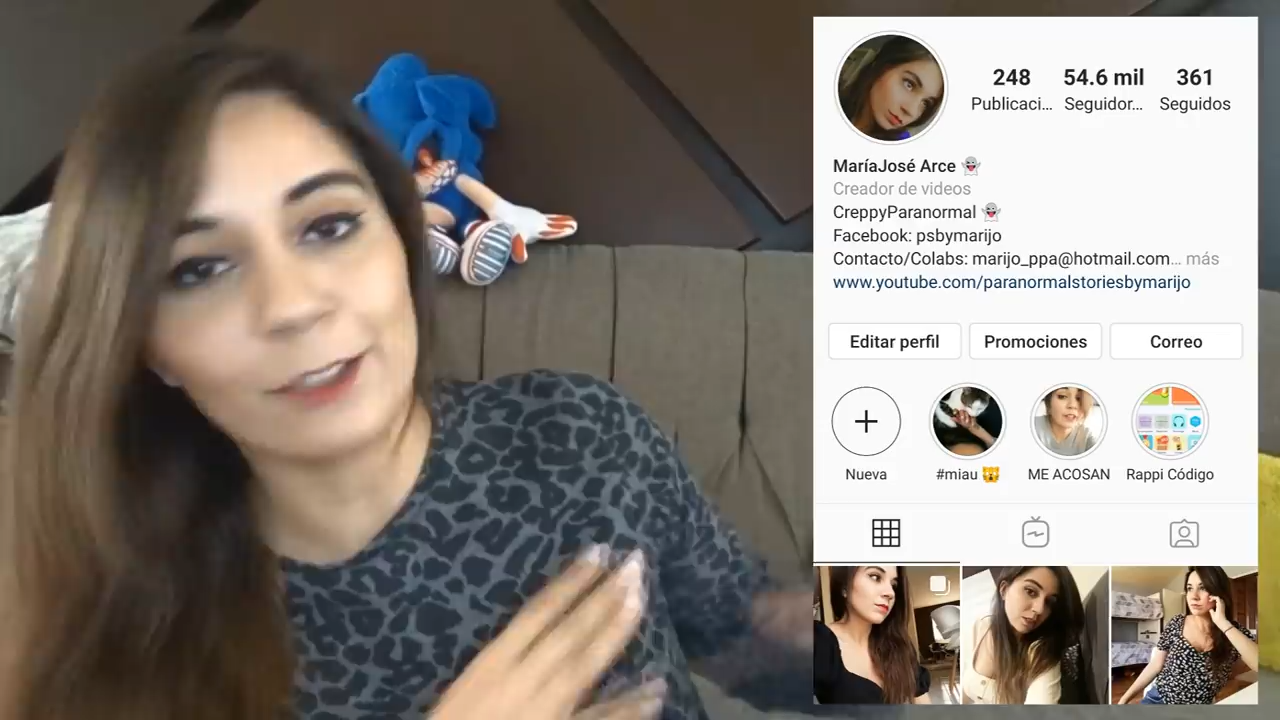 248 54.6 mil 361
Publicaci... Seguidor... Seguidos
MaríaJosé Arce 👻
Creador de videos
CreppyParanormal 👻
Facebook: psbymarijo
Contacto/Colabs: marijo_ppa@hotmail.com... más
www.youtube.com/paranormalstoriesbymarijo
Editar perfil Promociones Correo
Nueva #miau 🐯 ME ACOSAN Rappi Código